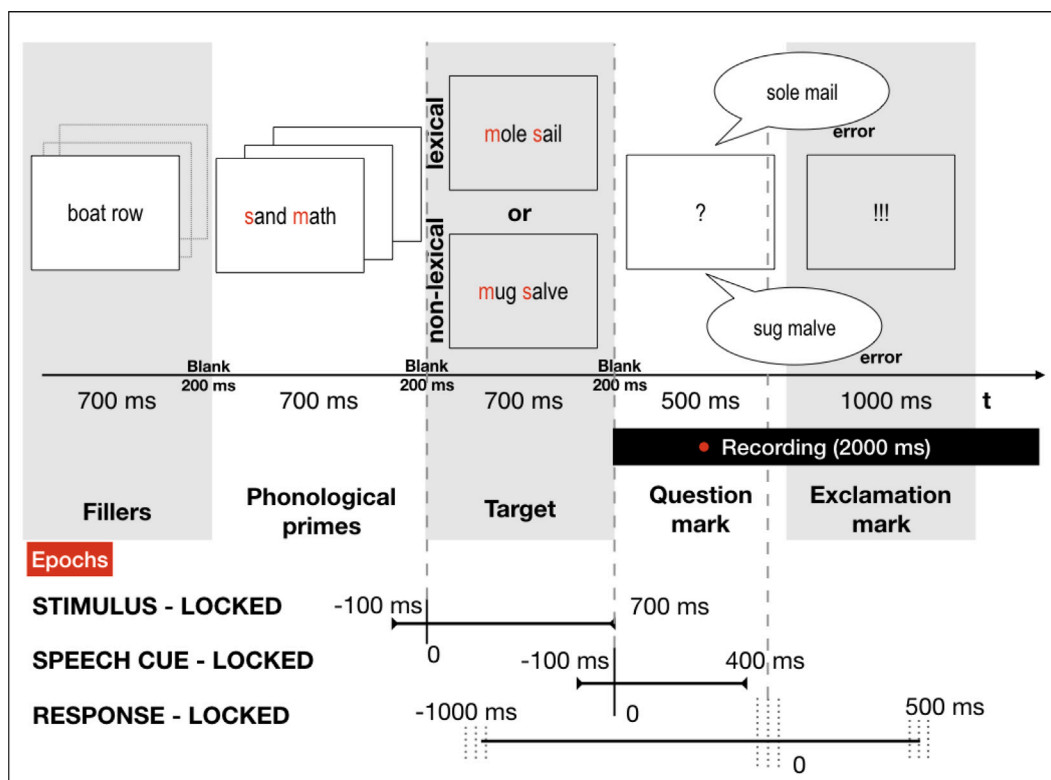 sole mail
error
lexical
mole sail
boat row
sand math
or
?
!!!
non-lexical
mug salve
sug malve
error
Blank
200 ms
Blank
200 ms
Blank
200 ms
700 ms
700 ms
700 ms
500 ms
1000 ms
t
Recording (2000 ms)
Fillers
Phonological
primes
Target
Question
mark
Exclamation
mark
Epochs
STIMULUS - LOCKED
-100 ms
700 ms
0
SPEECH CUE - LOCKED
-100 ms
400 ms
0
RESPONSE - LOCKED
-1000 ms
500 ms
0